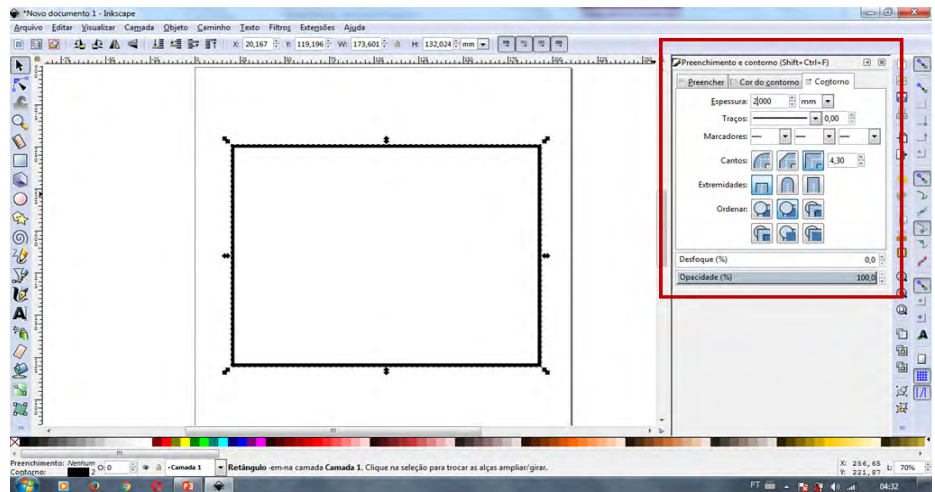 *Novo documento 1 - Inkscape
Arquivo Editar Visualizar Camada Objeto Caminho Texto Filtros Extensões Ajuda
X: 20,167 Y: 119,196 W: 173,601 H: 132,024 mm
Preenchimento e contorno (Shift+Ctrl+F)
Preencher Cor do contorno Contorno
Espessura: 2,000 mm
Traços: 0,00
Marcadores:
Cantos: 4,30
Extremidades:
Ordenar:
Desfoque (%) 0,0
Opacidade (%) 100,0
Preenchimento: Nenhum O: 0 Camada 1 Retângulo -em-na camada Camada 1. Clique na seleção para trocar as alças ampliar/girar. X: 256,65 L: 70%
Contorno: 2 Y: 221,87
PT 04:32